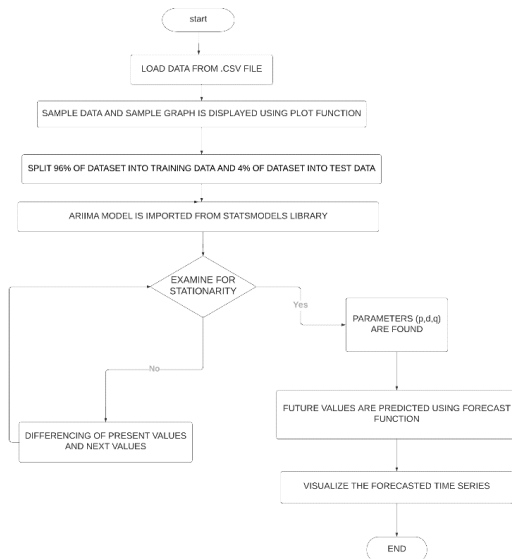 start
LOAD DATA FROM .CSV FILE
SAMPLE DATA AND SAMPLE GRAPH IS DISPLAYED USING PLOT FUNCTION
SPLIT 96% OF DATASET INTO TRAINING DATA AND 4% OF DATASET INTO TEST DATA
ARIIMA MODEL IS IMPORTED FROM STATSMODELS LIBRARY
EXAMINE FOR
STATIONARITY
Yes
PARAMETERS (p,d,q)
ARE FOUND
No
DIFFERENCING OF PRESENT VALUES
AND NEXT VALUES
FUTURE VALUES ARE PREDICTED USING FORECAST
FUNCTION
VISUALIZE THE FORECASTED TIME SERIES
END